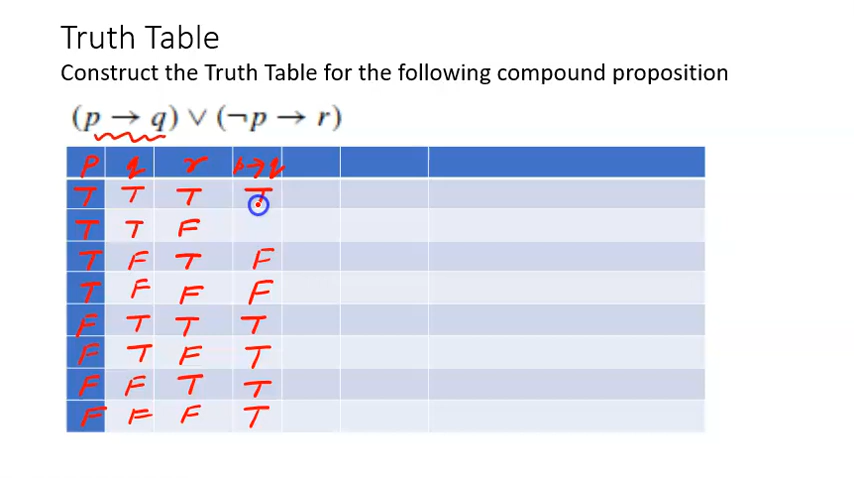 Truth Table
Construct the Truth Table for the following compound proposition
(p → q) ∨ (¬p → r)
p q r p→q
T T T T
T T F
T F T F
T F F F
F T T T
F T F T
F F T T
F F F T